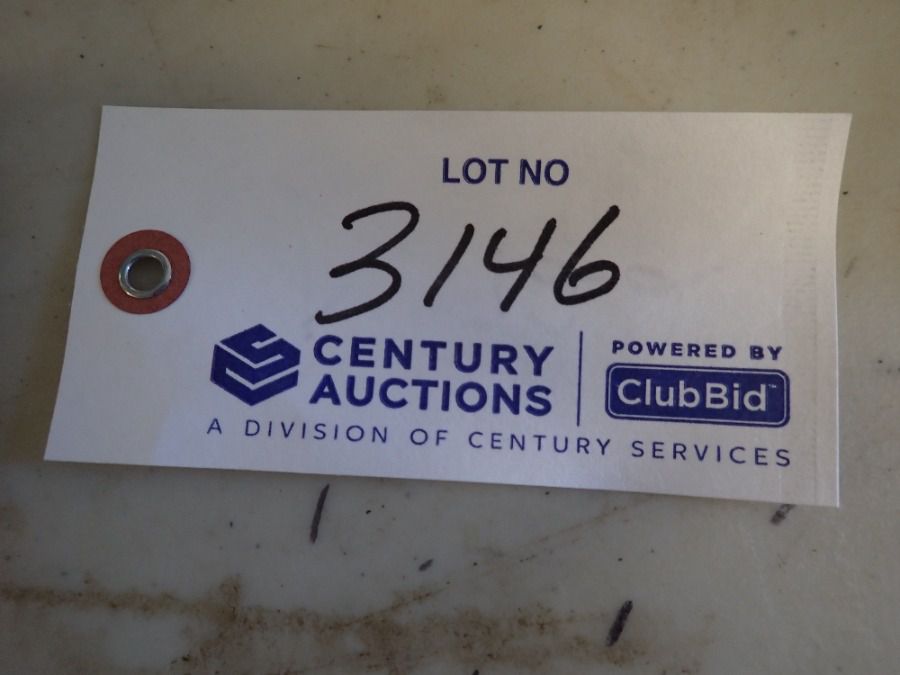 LOT NO
3146
CENTURY
AUCTIONS
POWERED BY
ClubBid™
A DIVISION OF CENTURY SERVICES